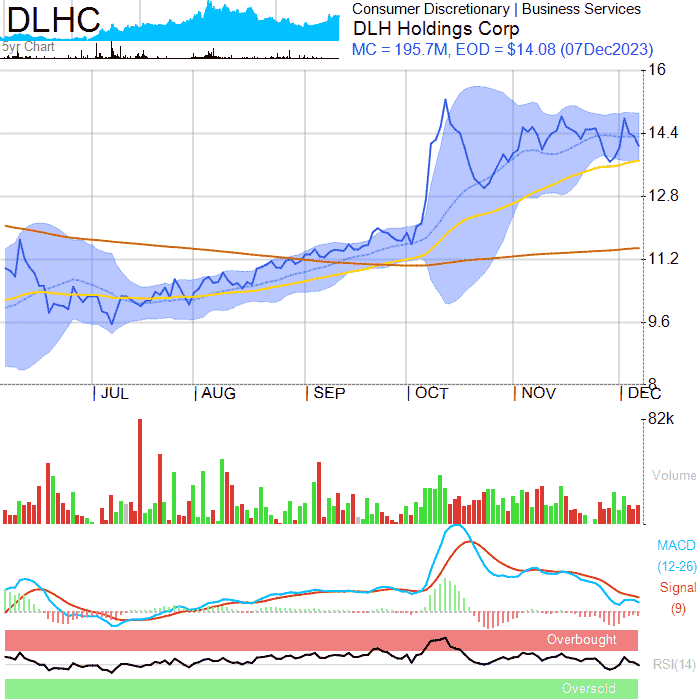 DLHC
5yr Chart
Consumer Discretionary | Business Services
DLH Holdings Corp
MC = 195.7M, EOD = $14.08 (07Dec2023)
16
14.4
12.8
11.2
9.6
8
JUL
AUG
SEP
OCT
NOV
DEC
82k
Volume
MACD
(12-26)
Signal
(9)
Overbought
RSI(14)
Oversold